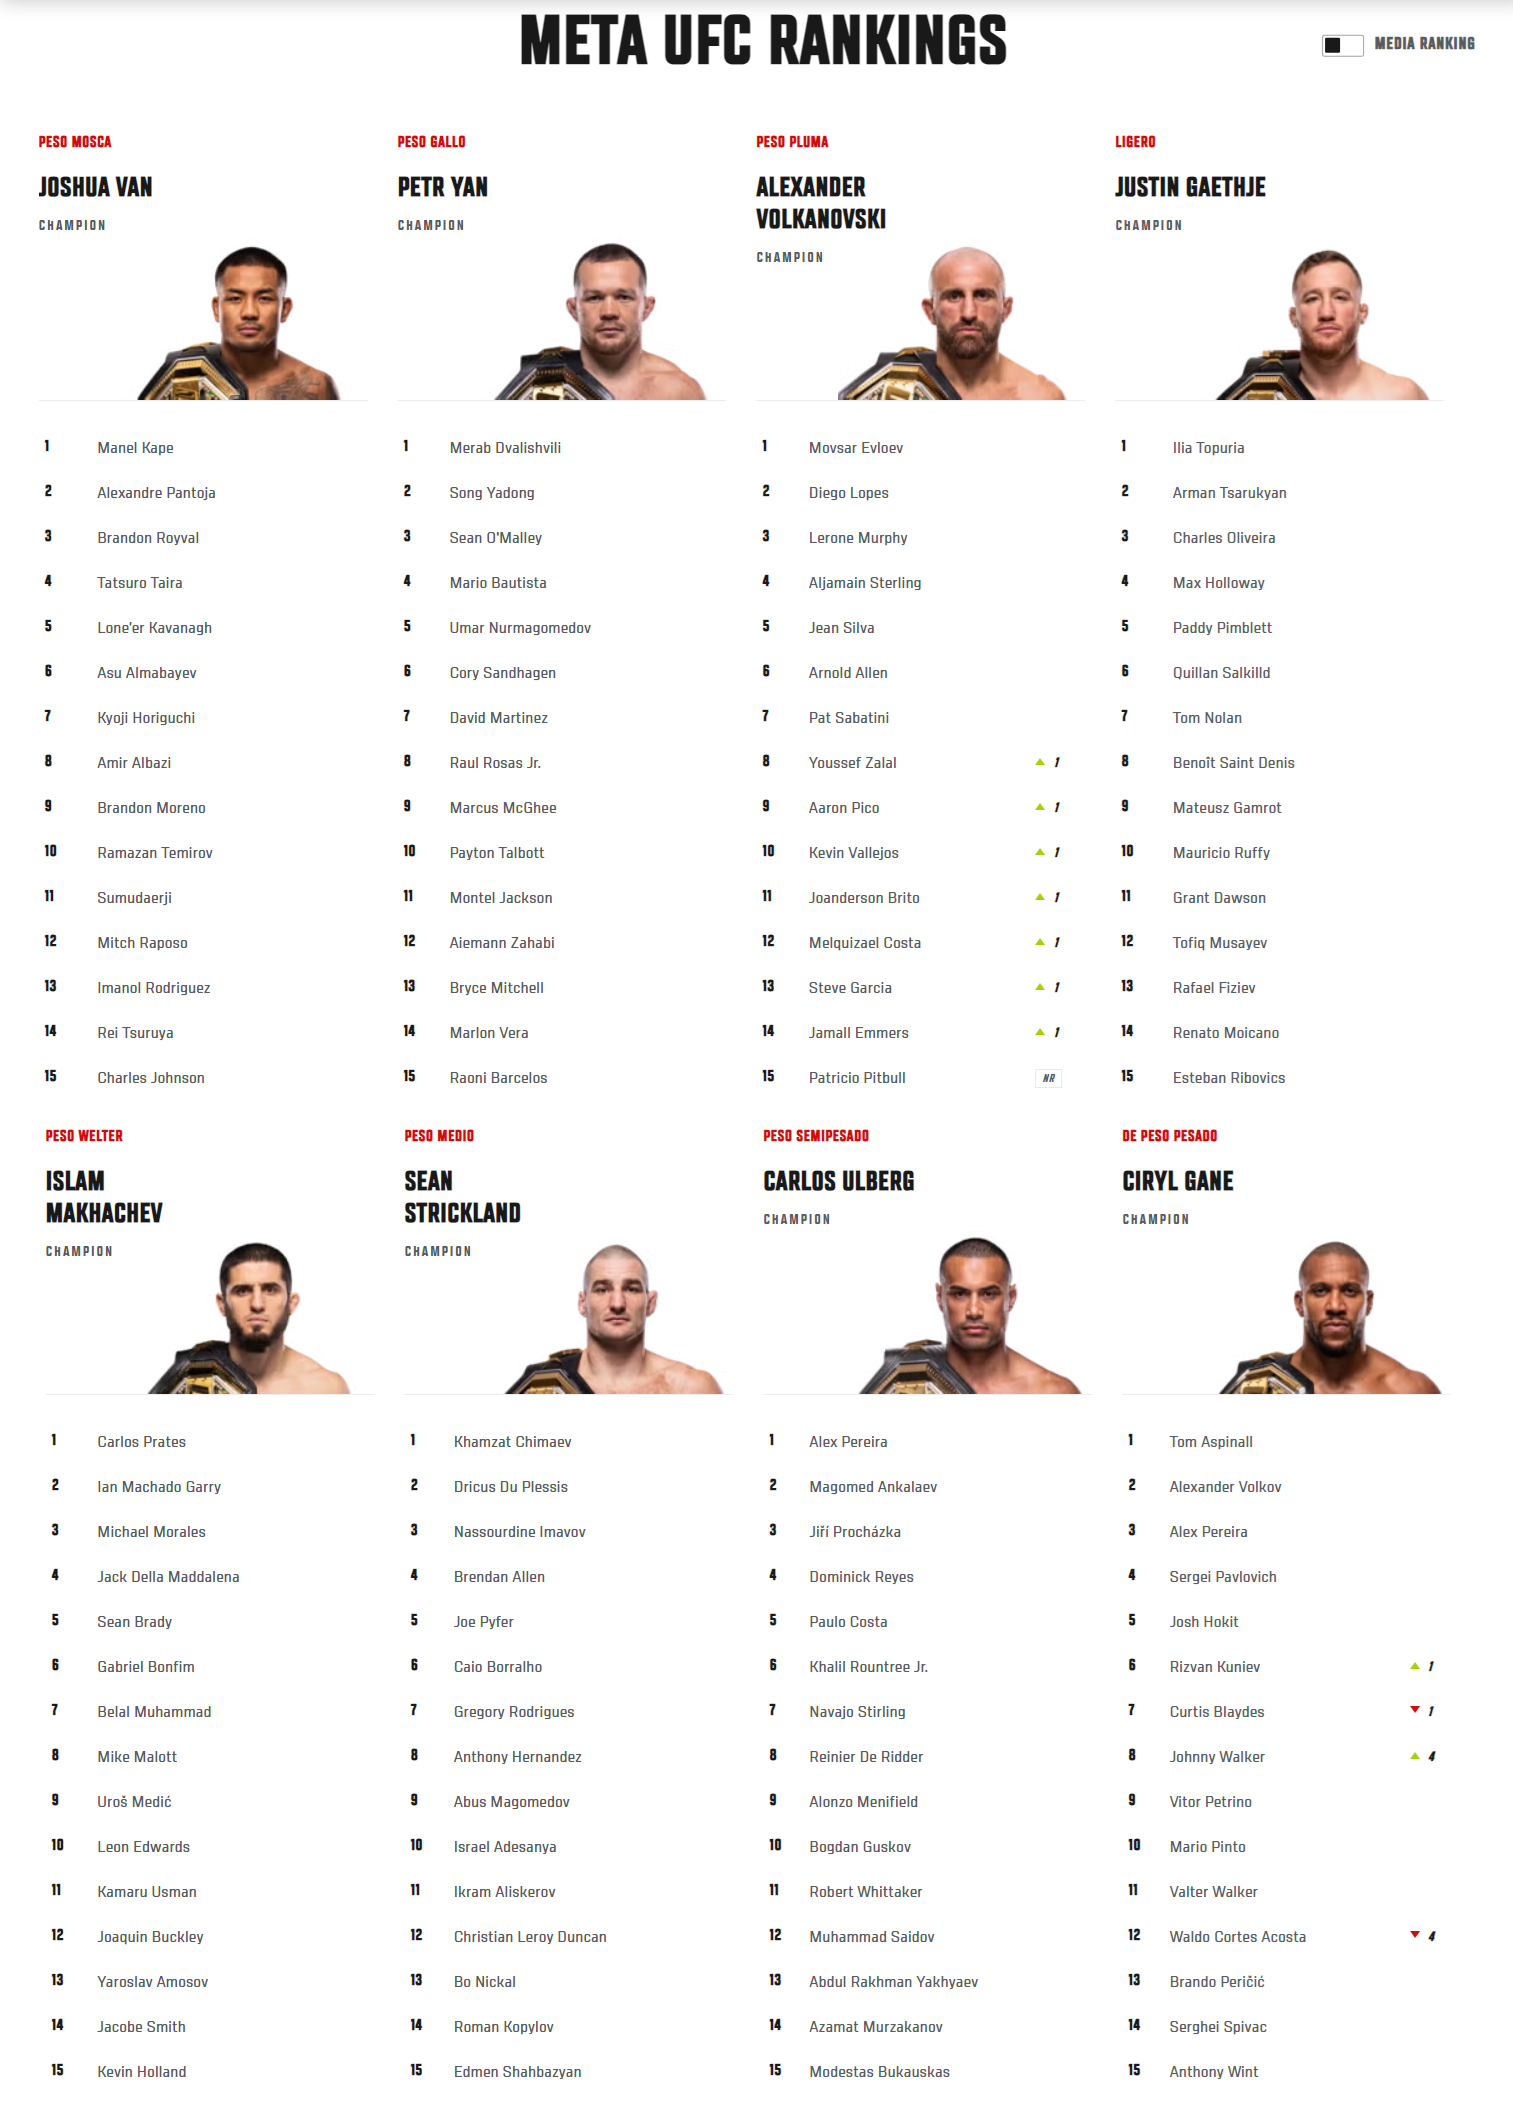 META UFC RANKINGS
MEDIA RANKING
PESO MOSCA
JOSHUA VAN
CHAMPION
1 Manel Kape
2 Alexandre Pantoja
3 Brandon Royval
4 Tatsuro Taira
5 Lone'er Kavanagh
6 Asu Almabayev
7 Kyoji Horiguchi
8 Amir Albazi
9 Brandon Moreno
10 Ramazan Temirov
11 Sumudaerji
12 Mitch Raposo
13 Imanol Rodriguez
14 Rei Tsuruya
15 Charles Johnson
PESO GALLO
PETR YAN
CHAMPION
1 Merab Dvalishvili
2 Song Yadong
3 Sean O'Malley
4 Mario Bautista
5 Umar Nurmagomedov
6 Cory Sandhagen
7 David Martinez
8 Raul Rosas Jr.
9 Marcus McGhee
10 Payton Talbott
11 Montel Jackson
12 Aiemann Zahabi
13 Bryce Mitchell
14 Marlon Vera
15 Raoni Barcelos
PESO PLUMA
ALEXANDER
VOLKANOVSKI
CHAMPION
1 Movsar Evloev
2 Diego Lopes
3 Lerone Murphy
4 Aljamain Sterling
5 Jean Silva
6 Arnold Allen
7 Pat Sabatini
8 Youssef Zalal 1
9 Aaron Pico 1
10 Kevin Vallejos 1
11 Joanderson Brito 1
12 Melquizael Costa 1
13 Steve Garcia 1
14 Jamall Emmers 1
15 Patricio Pitbull NR
LIGERO
JUSTIN GAETHJE
CHAMPION
1 Ilia Topuria
2 Arman Tsarukyan
3 Charles Oliveira
4 Max Holloway
5 Paddy Pimblett
6 Quillan Salkilld
7 Tom Nolan
8 Benoît Saint Denis
9 Mateusz Gamrot
10 Mauricio Ruffy
11 Grant Dawson
12 Tofiq Musayev
13 Rafael Fiziev
14 Renato Moicano
15 Esteban Ribovics
PESO WELTER
ISLAM
MAKHACHEV
CHAMPION
1 Carlos Prates
2 Ian Machado Garry
3 Michael Morales
4 Jack Della Maddalena
5 Sean Brady
6 Gabriel Bonfim
7 Belal Muhammad
8 Mike Malott
9 Uroš Medić
10 Leon Edwards
11 Kamaru Usman
12 Joaquin Buckley
13 Yaroslav Amosov
14 Jacobe Smith
15 Kevin Holland
PESO MEDIO
SEAN
STRICKLAND
CHAMPION
1 Khamzat Chimaev
2 Dricus Du Plessis
3 Nassourdine Imavov
4 Brendan Allen
5 Joe Pyfer
6 Caio Borralho
7 Gregory Rodrigues
8 Anthony Hernandez
9 Abus Magomedov
10 Israel Adesanya
11 Ikram Aliskerov
12 Christian Leroy Duncan
13 Bo Nickal
14 Roman Kopylov
15 Edmen Shahbazyan
PESO SEMIPESADO
CARLOS ULBERG
CHAMPION
1 Alex Pereira
2 Magomed Ankalaev
3 Jiří Procházka
4 Dominick Reyes
5 Paulo Costa
6 Khalil Rountree Jr.
7 Navajo Stirling
8 Reinier De Ridder
9 Alonzo Menifield
10 Bogdan Guskov
11 Robert Whittaker
12 Muhammad Saidov
13 Abdul Rakhman Yakhyaev
14 Azamat Murzakanov
15 Modestas Bukauskas
DE PESO PESADO
CIRYL GANE
CHAMPION
1 Tom Aspinall
2 Alexander Volkov
3 Alex Pereira
4 Sergei Pavlovich
5 Josh Hokit
6 Rizvan Kuniev 1
7 Curtis Blaydes 1
8 Johnny Walker 4
9 Vitor Petrino
10 Mario Pinto
11 Valter Walker
12 Waldo Cortes Acosta 4
13 Brando Peričić
14 Serghei Spivac
15 Anthony Wint